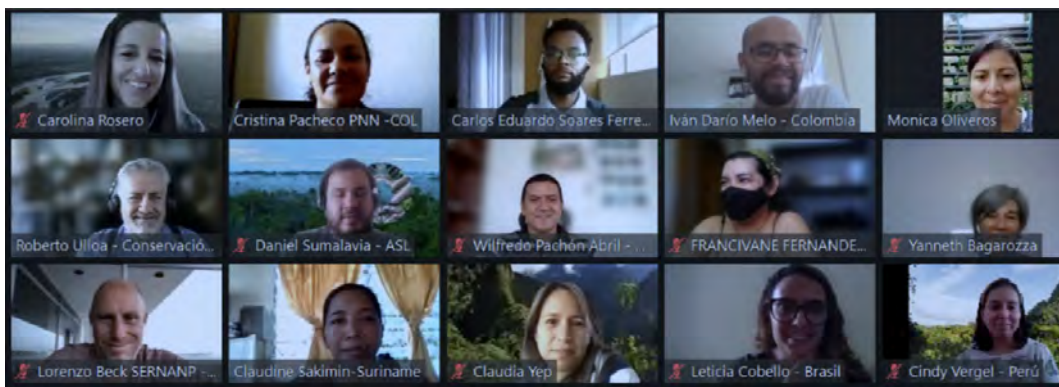 Carolina Rosero
Cristina Pacheco PNN -COL
Carlos Eduardo Soares Ferre...
Iván Darío Melo - Colombia
Monica Oliveros
Roberto Ulloa - Conservació...
Daniel Sumalavia - ASL
Wilfredo Pachón Abril - ...
FRANCIVANE FERNANDE...
Yanneth Bagarozza
Lorenzo Beck SERNANP -...
Claudine Sakimin-Suriname
Claudia Yep
Leticia Cobello - Brasil
Cindy Vergel - Perú